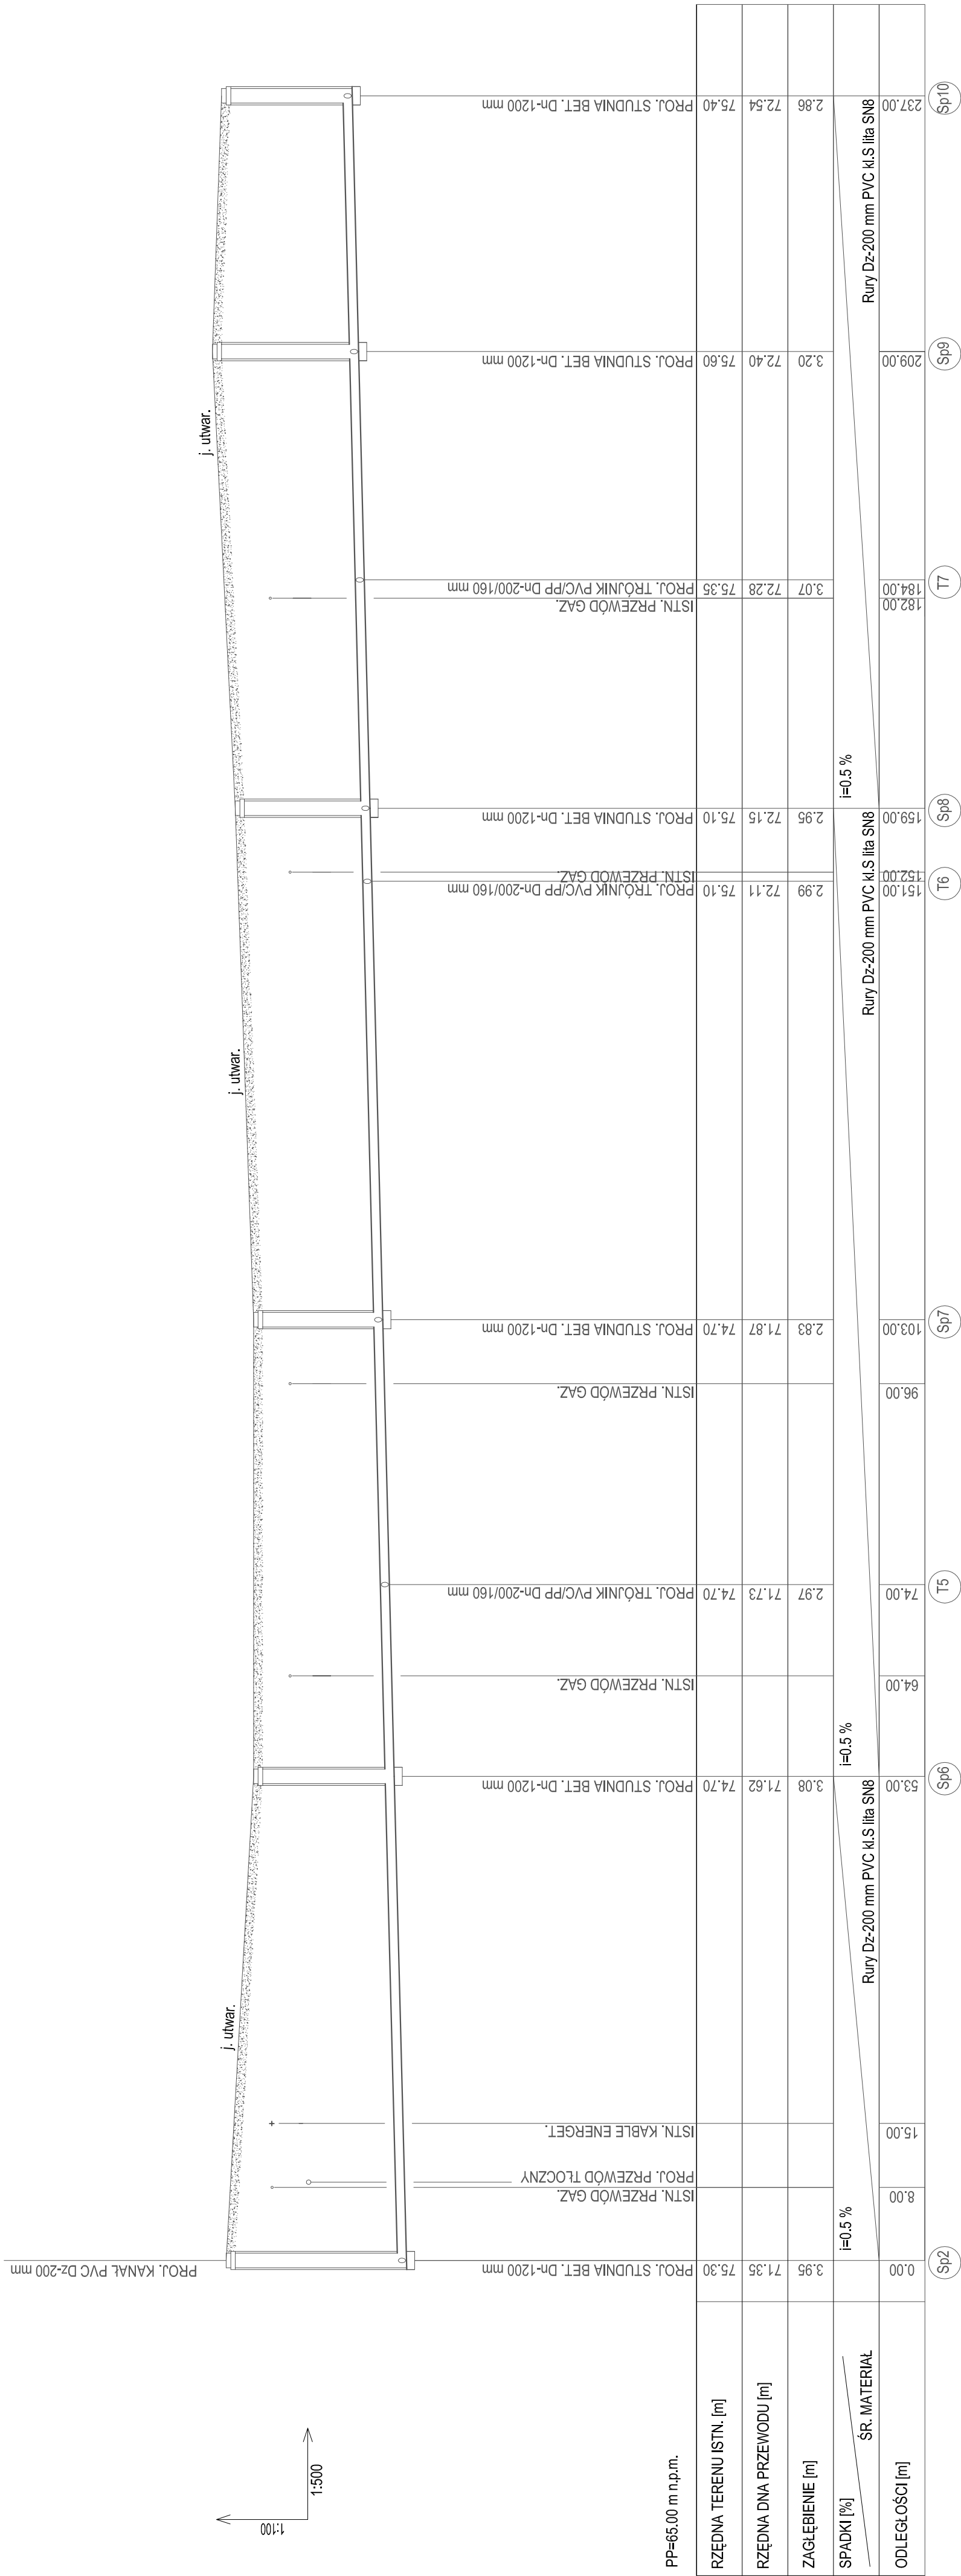 PROJ. KANAŁ PVC Dz-200 mm
1:100
1:500
j. utwar.
j. utwar.
j. utwar.
PROJ. STUDNIA BET. Dn-1200 mm
ISTN. PRZEWÓD GAZ.
PROJ. PRZEWÓD TŁOCZNY
ISTN. KABLE ENERGET.
PROJ. STUDNIA BET. Dn-1200 mm
ISTN. PRZEWÓD GAZ.
PROJ. TRÓJNIK PVC/PP Dn-200/160 mm
ISTN. PRZEWÓD GAZ.
PROJ. STUDNIA BET. Dn-1200 mm
PROJ. TRÓJNIK PVC/PP Dn-200/160 mm
ISTN. PRZEWÓD GAZ.
PROJ. STUDNIA BET. Dn-1200 mm
ISTN. PRZEWÓD GAZ.
PROJ. TRÓJNIK PVC/PP Dn-200/160 mm
PROJ. STUDNIA BET. Dn-1200 mm
PROJ. STUDNIA BET. Dn-1200 mm
PP=65.00 m n.p.m.
RZĘDNA TERENU ISTN. [m] 75.30 74.70 74.70 74.70 75.10 75.10 75.35 75.60 75.40
RZĘDNA DNA PRZEWODU [m] 71.35 71.62 71.73 71.87 72.11 72.15 72.28 72.40 72.54
ZAGŁĘBIENIE [m] 3.95 3.08 2.97 2.83 2.99 2.95 3.07 3.20 2.86
SPADKI [%] i=0.5 % i=0.5 % i=0.5 %
ŚR. MATERIAŁ Rury Dz-200 mm PVC kl.S lita SN8 Rury Dz-200 mm PVC kl.S lita SN8 Rury Dz-200 mm PVC kl.S lita SN8
ODLEGŁOŚCI [m] 0.00 8.00 15.00 53.00 64.00 74.00 96.00 103.00 151.00 152.00 159.00 182.00 184.00 209.00 237.00
Sp2 Sp6 T5 Sp7 T6 Sp8 T7 Sp9 Sp10